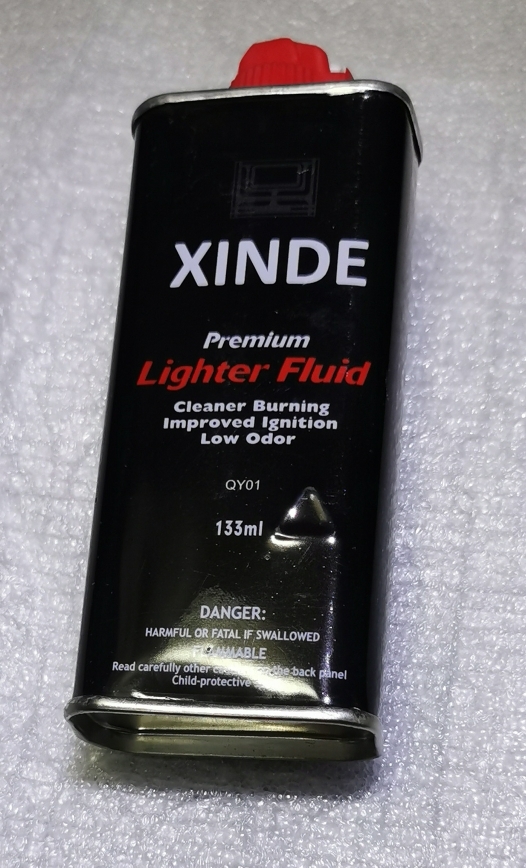 XINDE
Premium
Lighter Fluid
Cleaner Burning
Improved Ignition
Low Odor
QY01
133ml
DANGER:
HARMFUL OR FATAL IF SWALLOWED
FLAMMABLE
Read carefully other the back panel
Child-protective